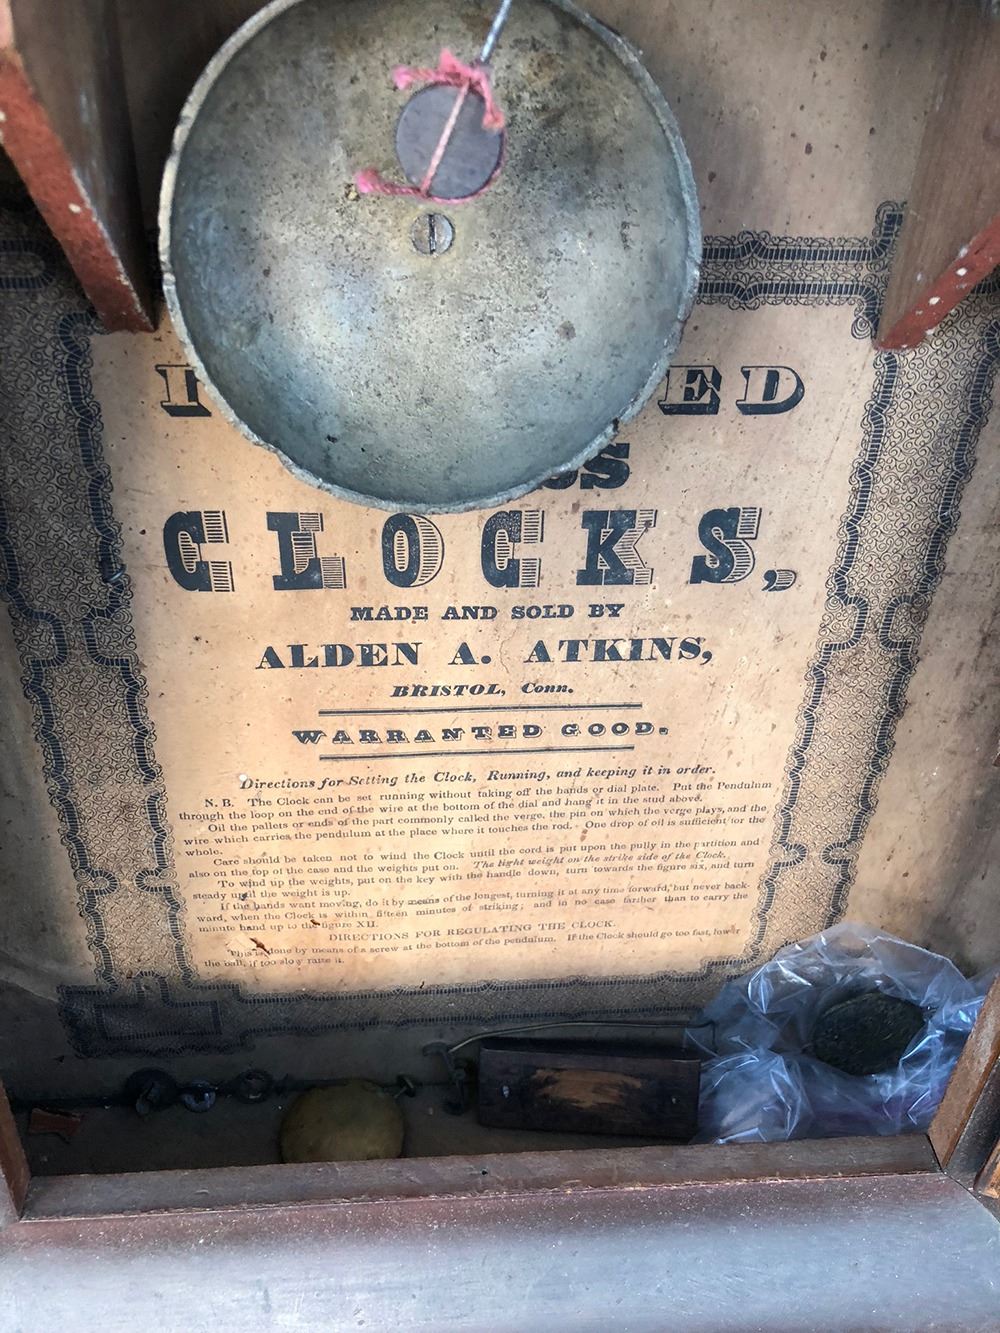 ED
SS
CLOCKS,
MADE AND SOLD BY
ALDEN A. ATKINS,
BRISTOL, Conn.
WARRANTED GOOD.
Directions for Setting the Clock, Running, and keeping it in order.
N. B. The Clock can be set running without taking off the hands or dial plate. Put the Pendulum
through the loop on the end of the wire at the bottom of the dial and hang it in the stud above.
Oil the pallets or ends of the part commonly called the verge, the pin on which the verge plays, and the
wire which carries the pendulum at the place where it touches the rod. One drop of oil is sufficient for the
whole.
Care should be taken not to wind the Clock until the cord is put upon the pully in the partition and
also on the top of the case and the weights put on. The light weight on the strike side of the Clock.
To wind up the weights, put on the key with the handle down, turn towards the figure six, and turn
steady until the weight is up.
If the hands want moving, do it by means of the longest, turning it at any time forward, but never back-
ward, when the Clock is within fifteen minutes of striking; and in no case farther than to carry the
minute hand up to the figure XII.
DIRECTIONS FOR REGULATING THE CLOCK.
This is done by means of a screw at the bottom of the pendulum. If the Clock should go too fast, lower
the ball, if too slow raise it.